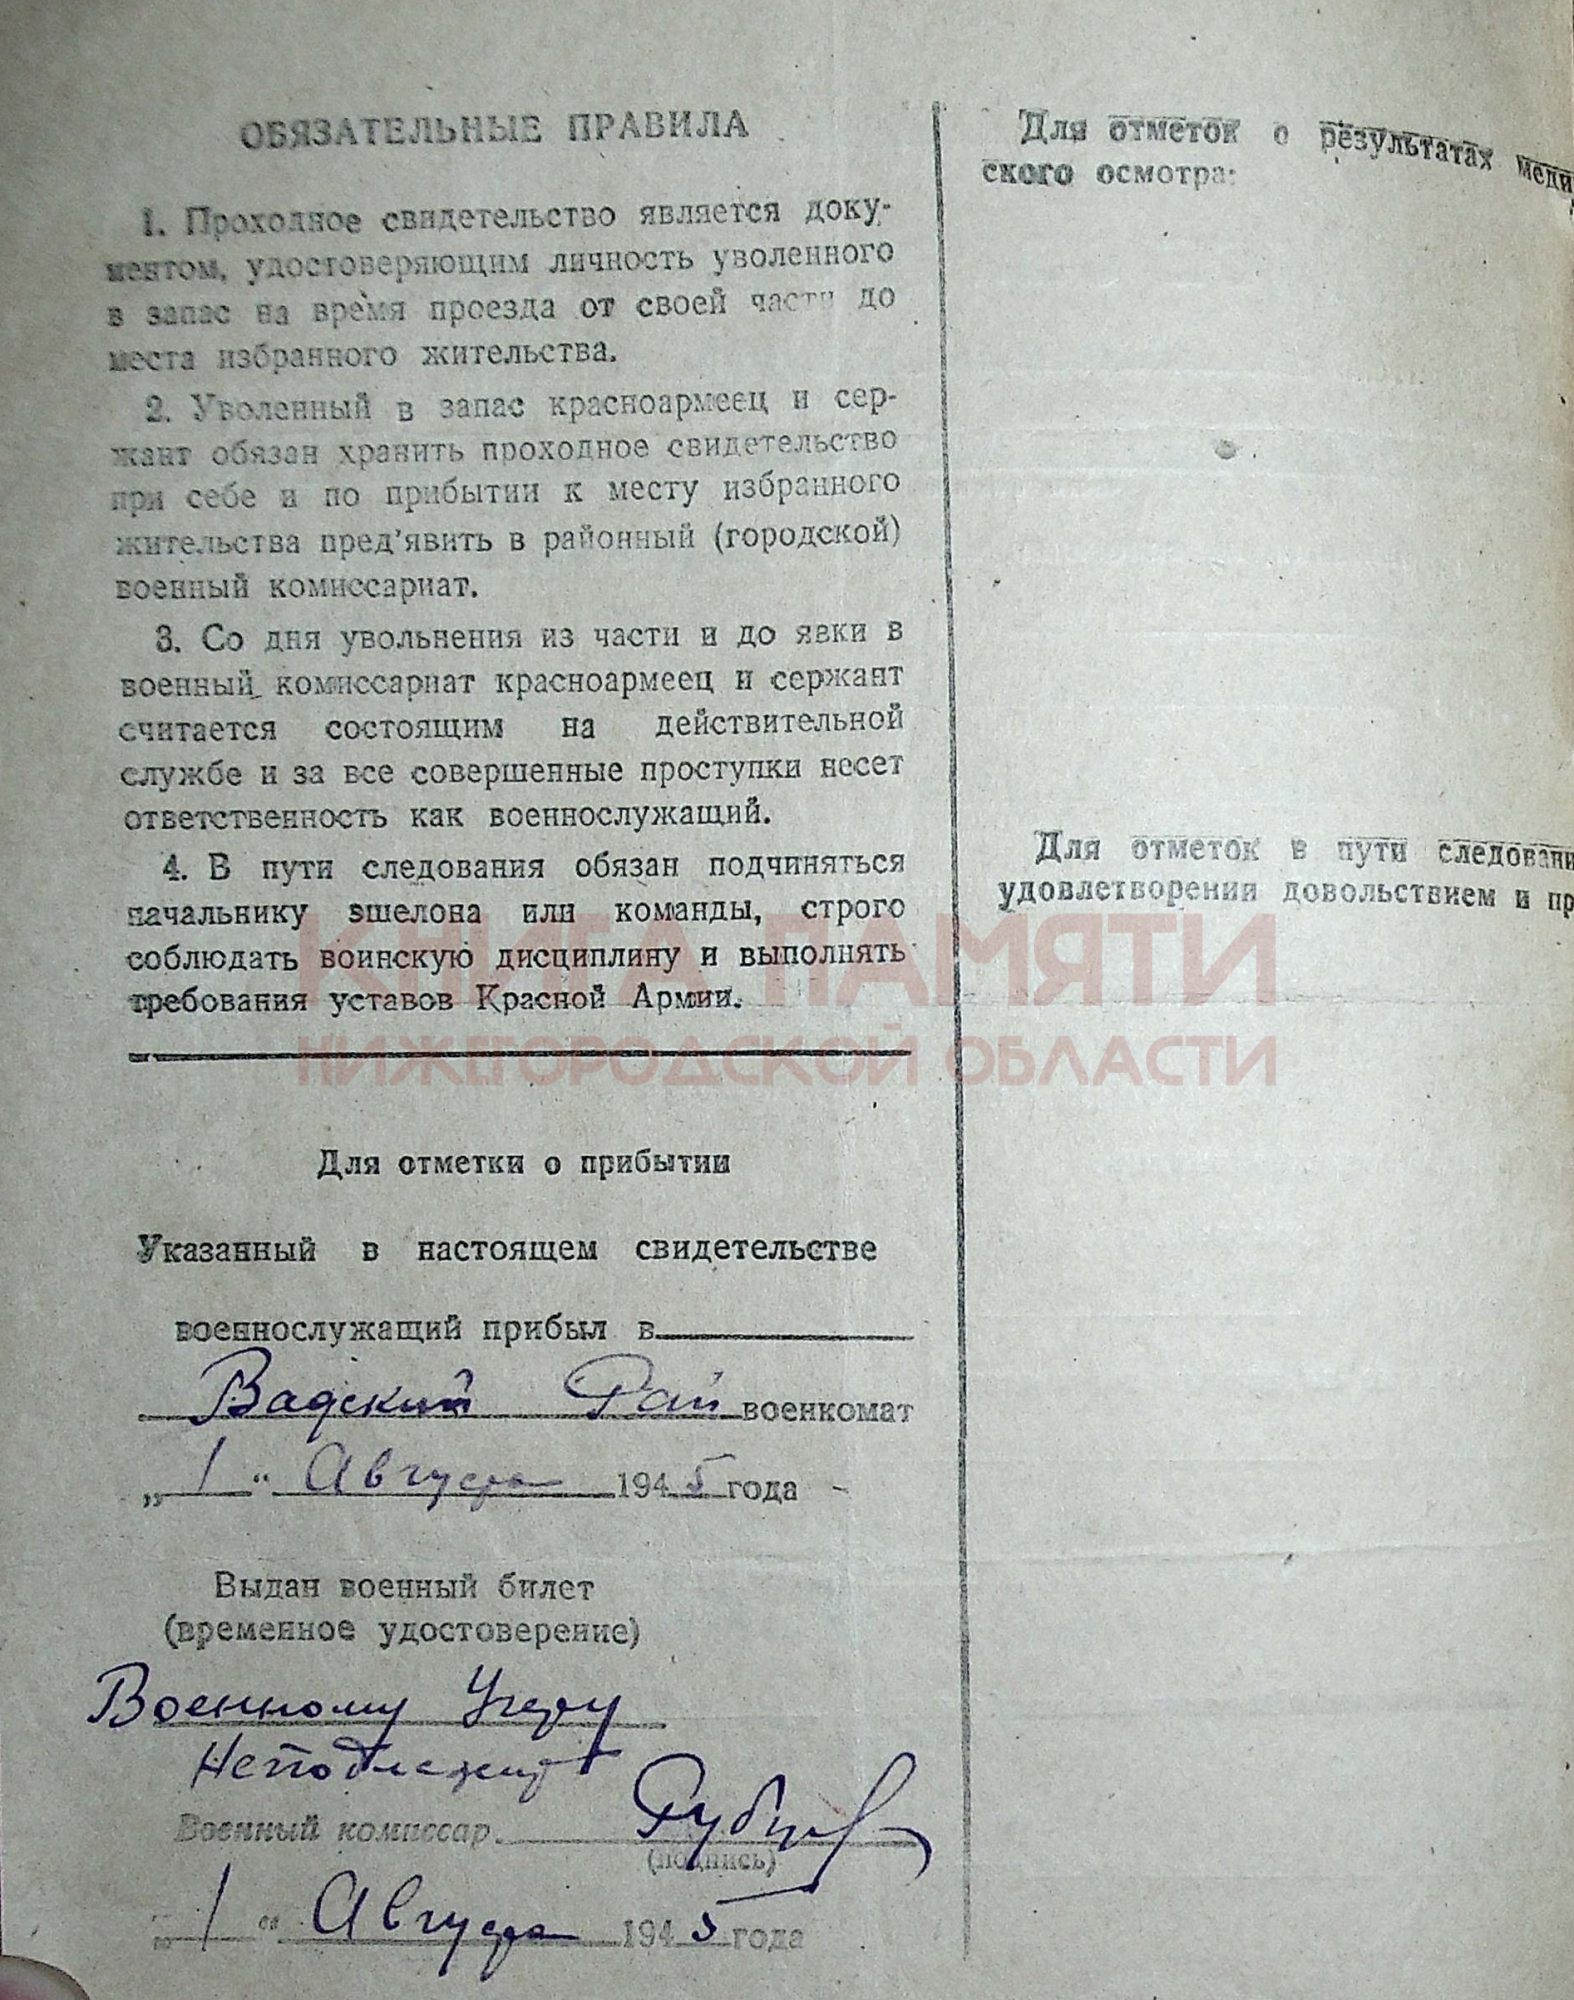 ОБЯЗАТЕЛЬНЫЕ ПРАВИЛА
1. Проходное свидетельство является доку-
ментом, удостоверяющим личность уволенного
в запас на время проезда от своей части до
места избранного жительства.
2. Уволенный в запас красноармеец и сер-
жант обязан хранить проходное свидетельство
при себе и по прибытии к месту избранного
жительства пред'явить в районный (городской)
военный комиссариат.
3. Со дня увольнения из части и до явки в
военный комиссариат красноармеец и сержант
считается состоящим на действительной
службе и за все совершенные проступки несет
ответственность как военнослужащий.
4. В пути следования обязан подчиняться
начальнику эшелона или команды, строго
соблюдать воинскую дисциплину и выполнять
требования уставов Красной Армии.
Для отметки о прибытии
Указанный в настоящем свидетельстве
военнослужащий прибыл в
Вадский Рай военкомат
„ 1 “ Августа 1945 года
Выдан военный билет
(временное удостоверение)
Военному Учету
Неподлежит
Военный комиссар
(подпись)
„ 1 “ Августа 1945 года
Для отметок о результатах меди
ского осмотра:
Для отметок в пути следовани
удовлетворении довольствием и пр
КНИГА ПАМЯТИ
НИЖЕГОРОДСКОЙ ОБЛАСТИ